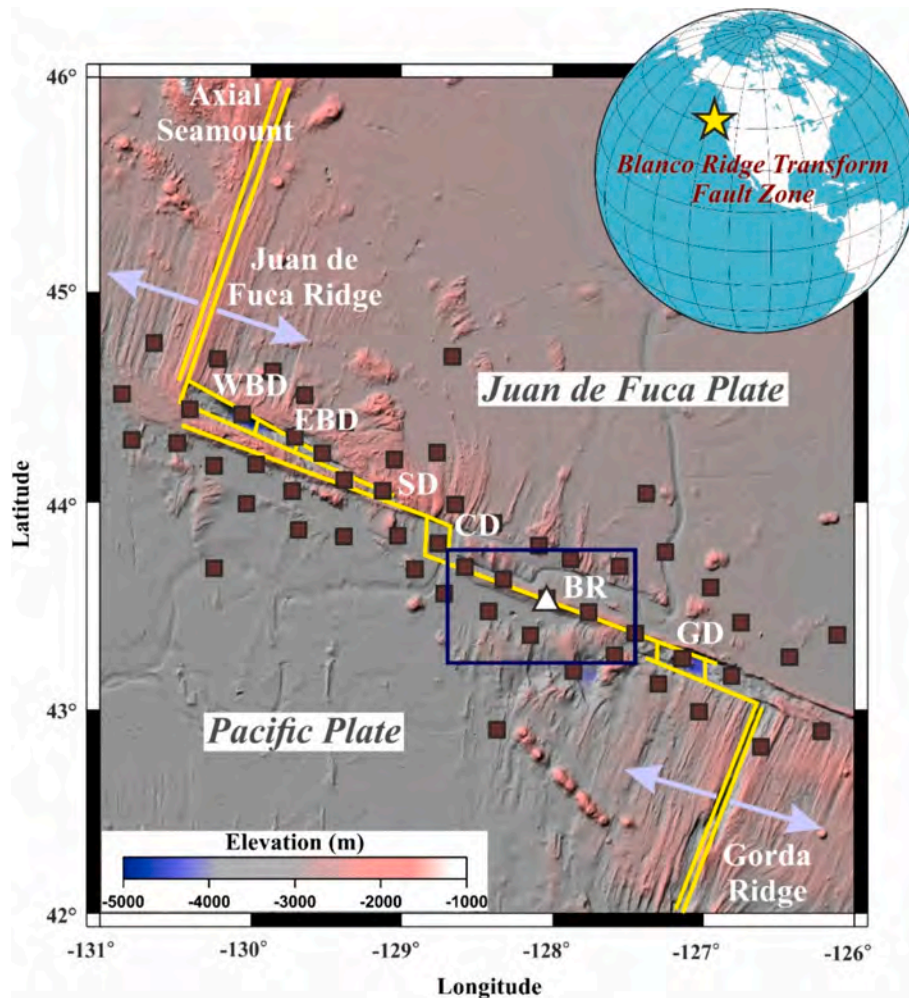 46°
45°
44°
43°
42°
Latitude
Axial
Seamount
Blanco Ridge Transform
Fault Zone
Juan de
Fuca Ridge
WBD
EBD
Juan de Fuca Plate
SD
CD
BR
GD
Pacific Plate
Elevation (m)
-5000 -4000 -3000 -2000 -1000
Gorda
Ridge
-131° -130° -129° -128° -127° -126°
Longitude